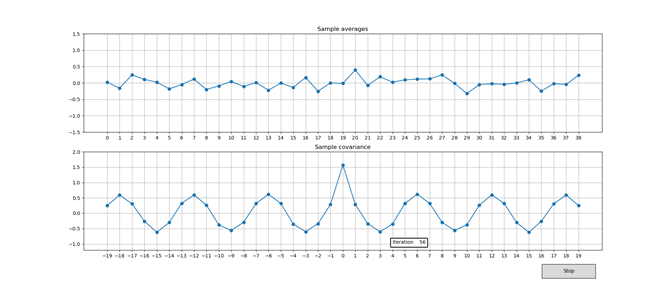 Sample averages
1.5
1.0
0.5
0.0
−0.5
−1.0
−1.5
0 1 2 3 4 5 6 7 8 9 10 11 12 13 14 15 16 17 18 19 20 21 22 23 24 25 26 27 28 29 30 31 32 33 34 35 36 37 38
Sample covariance
2.0
1.5
1.0
0.5
0.0
−0.5
−1.0
Iteration 56
−19 −18 −17 −16 −15 −14 −13 −12 −11 −10 −9 −8 −7 −6 −5 −4 −3 −2 −1 0 1 2 3 4 5 6 7 8 9 10 11 12 13 14 15 16 17 18 19
Stop